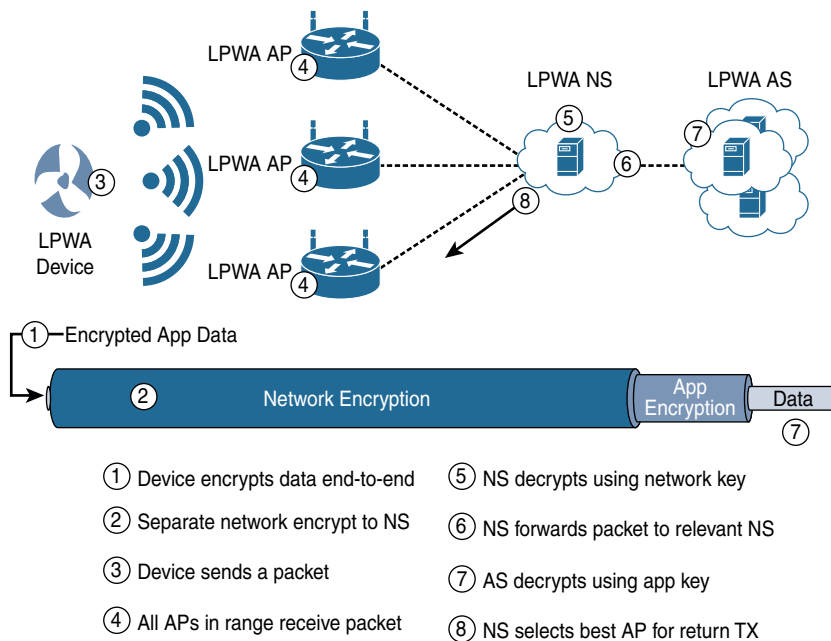 LPWA AP
4
LPWA NS
LPWA AS
5
7
LPWA AP
3
4
6
8
LPWA
Device
LPWA AP
4
1 Encrypted App Data
2 Network Encryption
App
Encryption
Data
7
1 Device encrypts data end-to-end
2 Separate network encrypt to NS
3 Device sends a packet
4 All APs in range receive packet
5 NS decrypts using network key
6 NS forwards packet to relevant NS
7 AS decrypts using app key
8 NS selects best AP for return TX